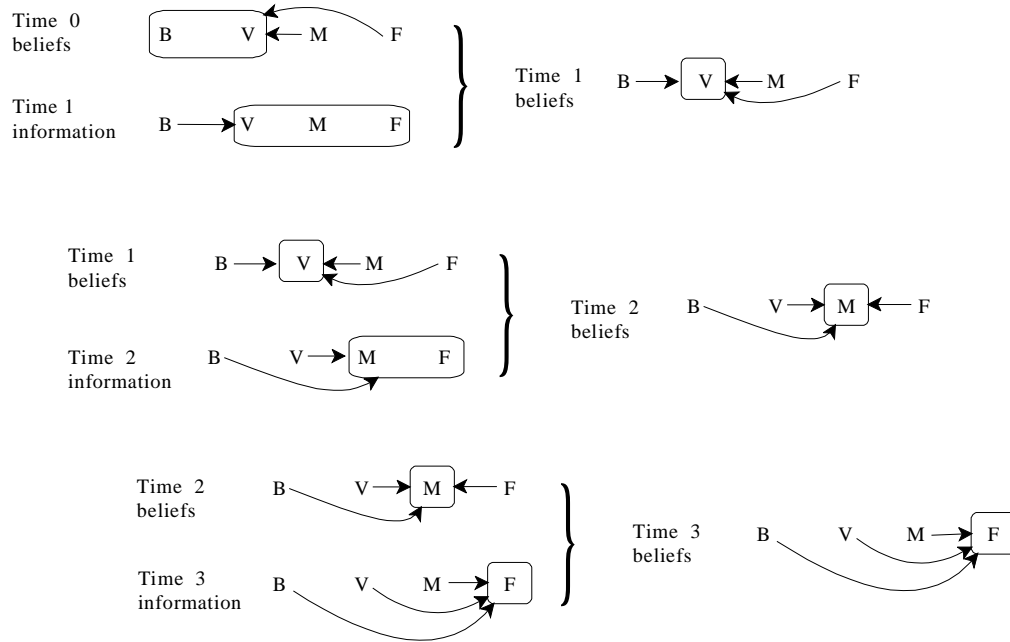 Time 0
beliefs
B V M F
Time 1
information
B V M F
Time 1
beliefs
B V M F
Time 1
beliefs
B V M F
Time 2
information
B V M F
Time 2
beliefs
B V M F
Time 2
beliefs
B V M F
Time 3
information
B V M F
Time 3
beliefs
B V M F